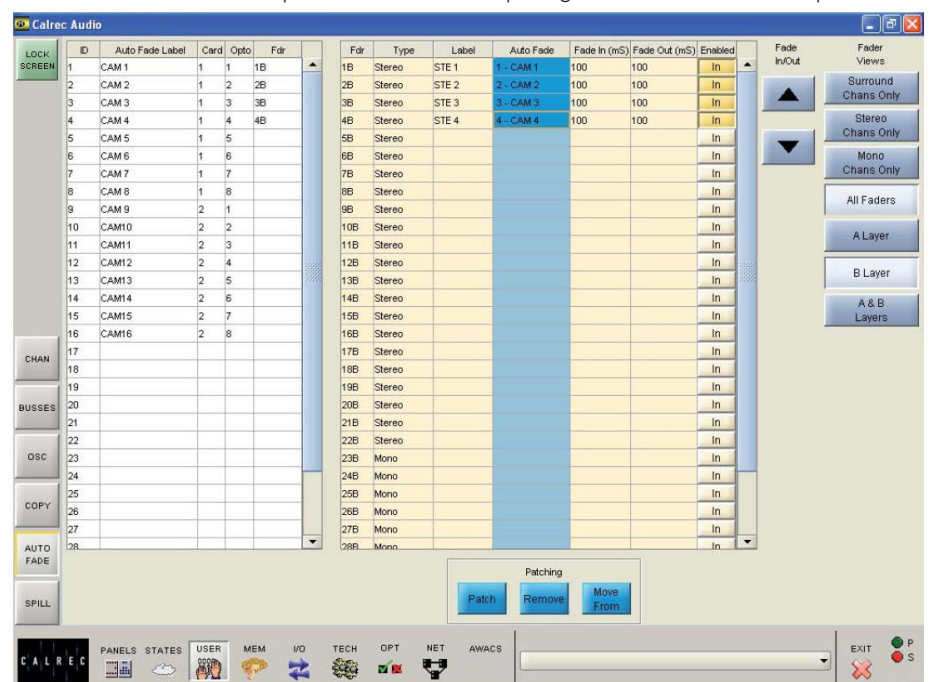 Calrec Audio
LOCK SCREEN
ID Auto Fade Label Card Opto Fdr
1 CAM 1 1 1 1B
2 CAM 2 1 2 2B
3 CAM 3 1 3 3B
4 CAM 4 1 4 4B
5 CAM 5 1 5
6 CAM 6 1 6
7 CAM 7 1 7
8 CAM 8 1 8
9 CAM 9 2 1
10 CAM10 2 2
11 CAM11 2 3
12 CAM12 2 4
13 CAM13 2 5
14 CAM14 2 6
15 CAM15 2 7
16 CAM16 2 8
17
18
19
20
21
22
23
24
25
26
27
28
Fdr Type Label Auto Fade Fade In (mS) Fade Out (mS) Enabled
1B Stereo STE 1 1 - CAM 1 100 100 In
2B Stereo STE 2 2 - CAM 2 100 100 In
3B Stereo STE 3 3 - CAM 3 100 100 In
4B Stereo STE 4 4 - CAM 4 100 100 In
5B Stereo In
6B Stereo In
7B Stereo In
8B Stereo In
9B Stereo In
10B Stereo In
11B Stereo In
12B Stereo In
13B Stereo In
14B Stereo In
15B Stereo In
16B Stereo In
17B Stereo In
18B Stereo In
19B Stereo In
20B Stereo In
21B Stereo In
22B Stereo In
23B Mono In
24B Mono In
25B Mono In
26B Mono In
27B Mono In
28B Mono In
Fade In/Out
Fader Views
Surround Chans Only
Stereo Chans Only
Mono Chans Only
All Faders
A Layer
B Layer
A & B Layers
CHAN
BUSSES
OSC
COPY
AUTO FADE
SPILL
Patching
Patch Remove Move From
CALREC PANELS STATES USER MEM I/O TECH OPT NET AWACS EXIT P
S